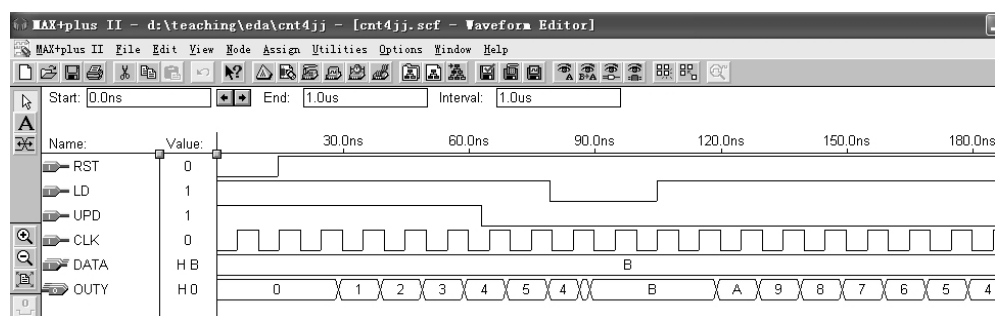 MAX+plus II - d:\teaching\eda\cnt4jj - [cnt4jj.scf - Waveform Editor]
MAX+plus II File Edit View Node Assign Utilities Options Window Help
Start: 0.0ns End: 1.0us Interval: 1.0us
A
Name: Value: 30.0ns 60.0ns 90.0ns 120.0ns 150.0ns 180.0ns
RST 0
LD 1
UPD 1
CLK 0
DATA H B B
OUTY H 0 0 1 2 3 4 5 4 B A 9 8 7 6 5 4